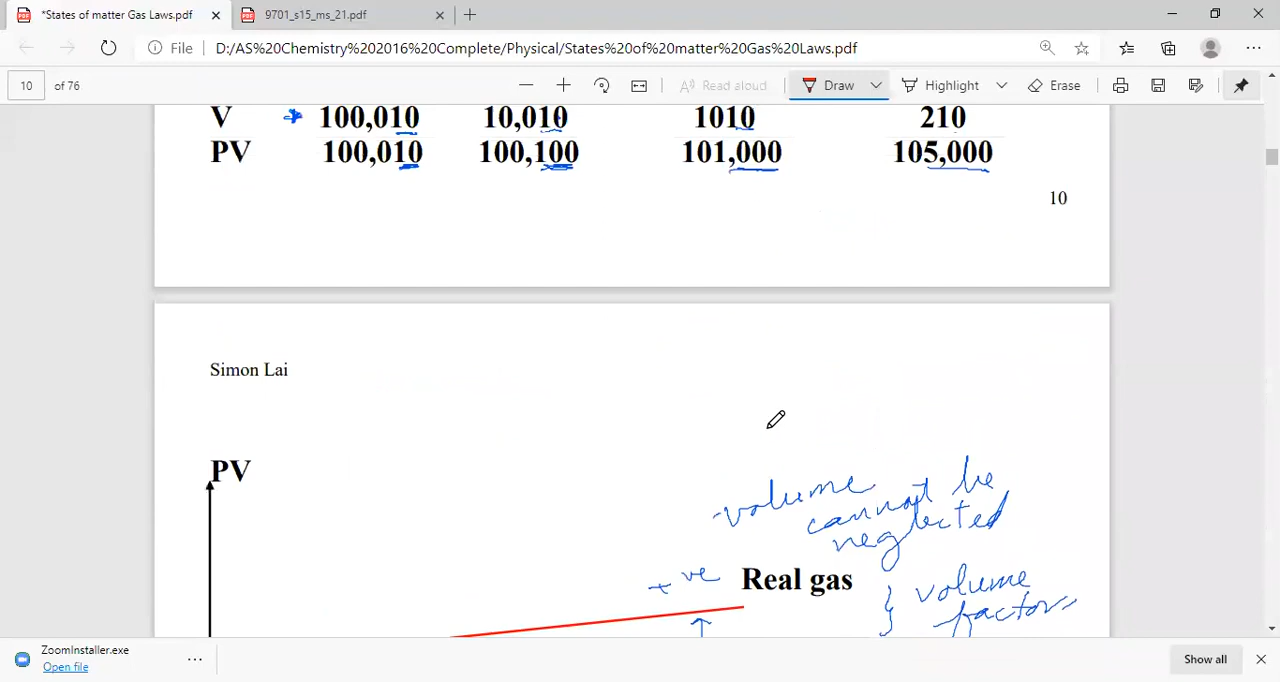 *States of matter Gas Laws.pdf
9701_s15_ms_21.pdf
File
D:/AS%20Chemistry%202016%20Complete/Physical/States%20of%20matter%20Gas%20Laws.pdf
10 of 76
Read aloud
Draw
Highlight
Erase
V 100,010 10,010 1010 210
PV 100,010 100,100 101,000 105,000
10
Simon Lai
PV
-volume
cannot be
neglected
+ve
Real gas
volume
factor
ZoomInstaller.exe
Open file
Show all